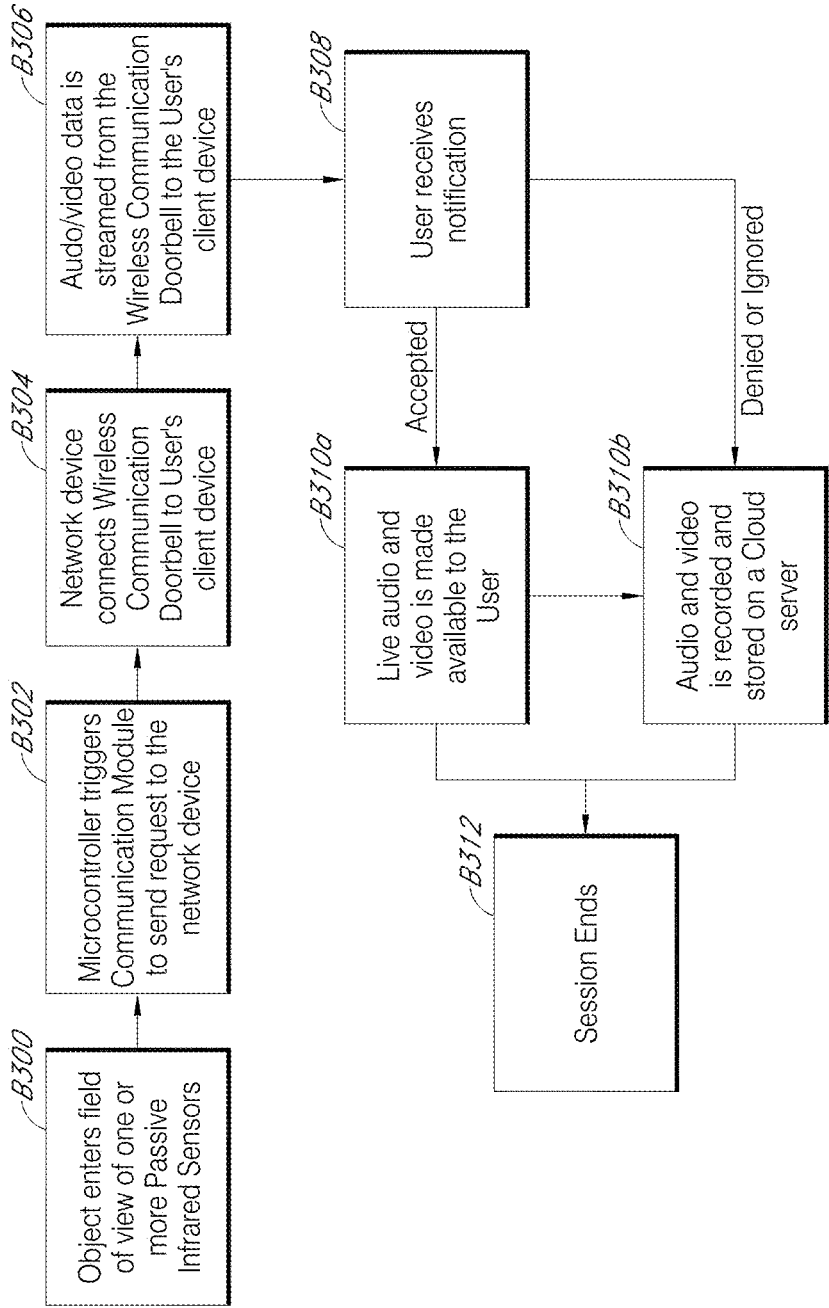 B300
Object enters field
of view of one or
more Passive
Infrared Sensors
B302
Microcontroller triggers
Communication Module
to send request to the
network device
B304
Network device
connects Wireless
Communication
Doorbell to User's
client device
B306
Audo/video data is
streamed from the
Wireless Communication
Doorbell to the User's
client device
B308
User receives
notification
Accepted
Denied or Ignored
B310a
Live audio and
video is made
available to the
User
B310b
Audio and video
is recorded and
stored on a Cloud
server
B312
Session Ends